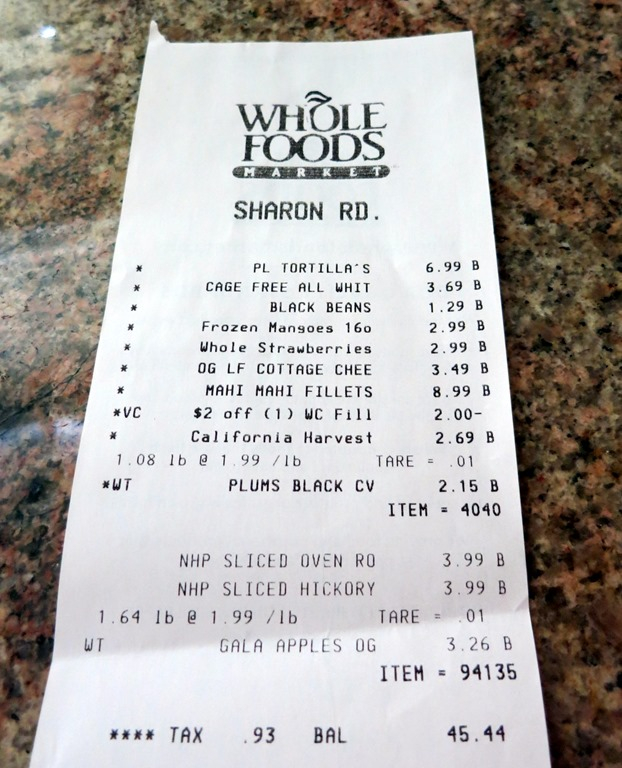 WHOLE
FOODS
MARKET
SHARON RD.
* PL TORTILLA'S 6.99 B
* CAGE FREE ALL WHIT 3.69 B
* BLACK BEANS 1.29 B
* Frozen Mangoes 16o 2.99 B
* Whole Strawberries 2.99 B
* OG LF COTTAGE CHEE 3.49 B
* MAHI MAHI FILLETS 8.99 B
*VC $2 off (1) WC Fill 2.00-
* California Harvest 2.69 B
1.08 lb @ 1.99 /lb TARE = .01
*WT PLUMS BLACK CV 2.15 B
ITEM = 4040
NHP SLICED OVEN RO 3.99 B
NHP SLICED HICKORY 3.99 B
1.64 lb @ 1.99 /lb TARE = .01
WT GALA APPLES OG 3.26 B
ITEM = 94135
**** TAX .93 BAL 45.44